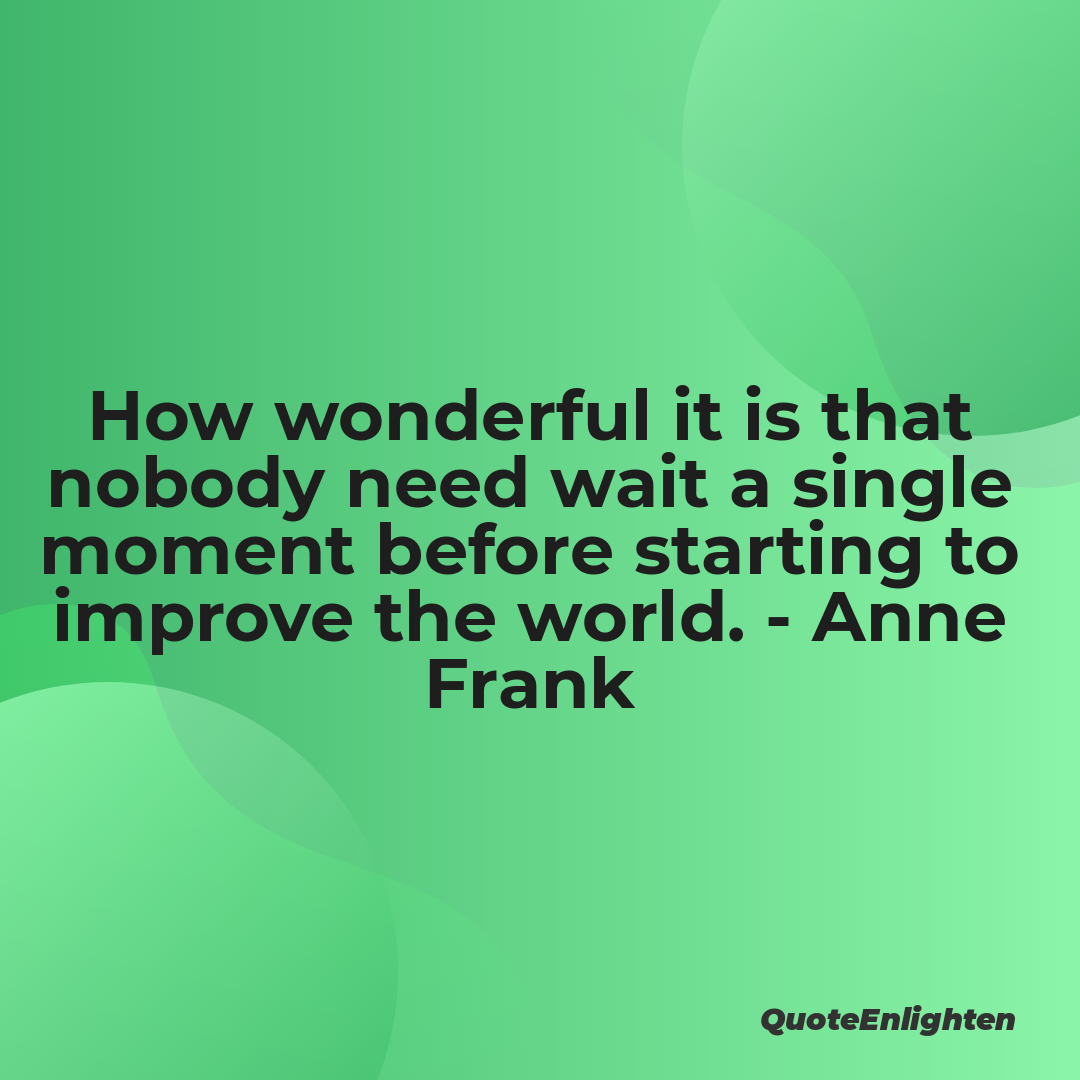 How wonderful it is that
nobody need wait a single
moment before starting to
improve the world. - Anne
Frank
QuoteEnlighten